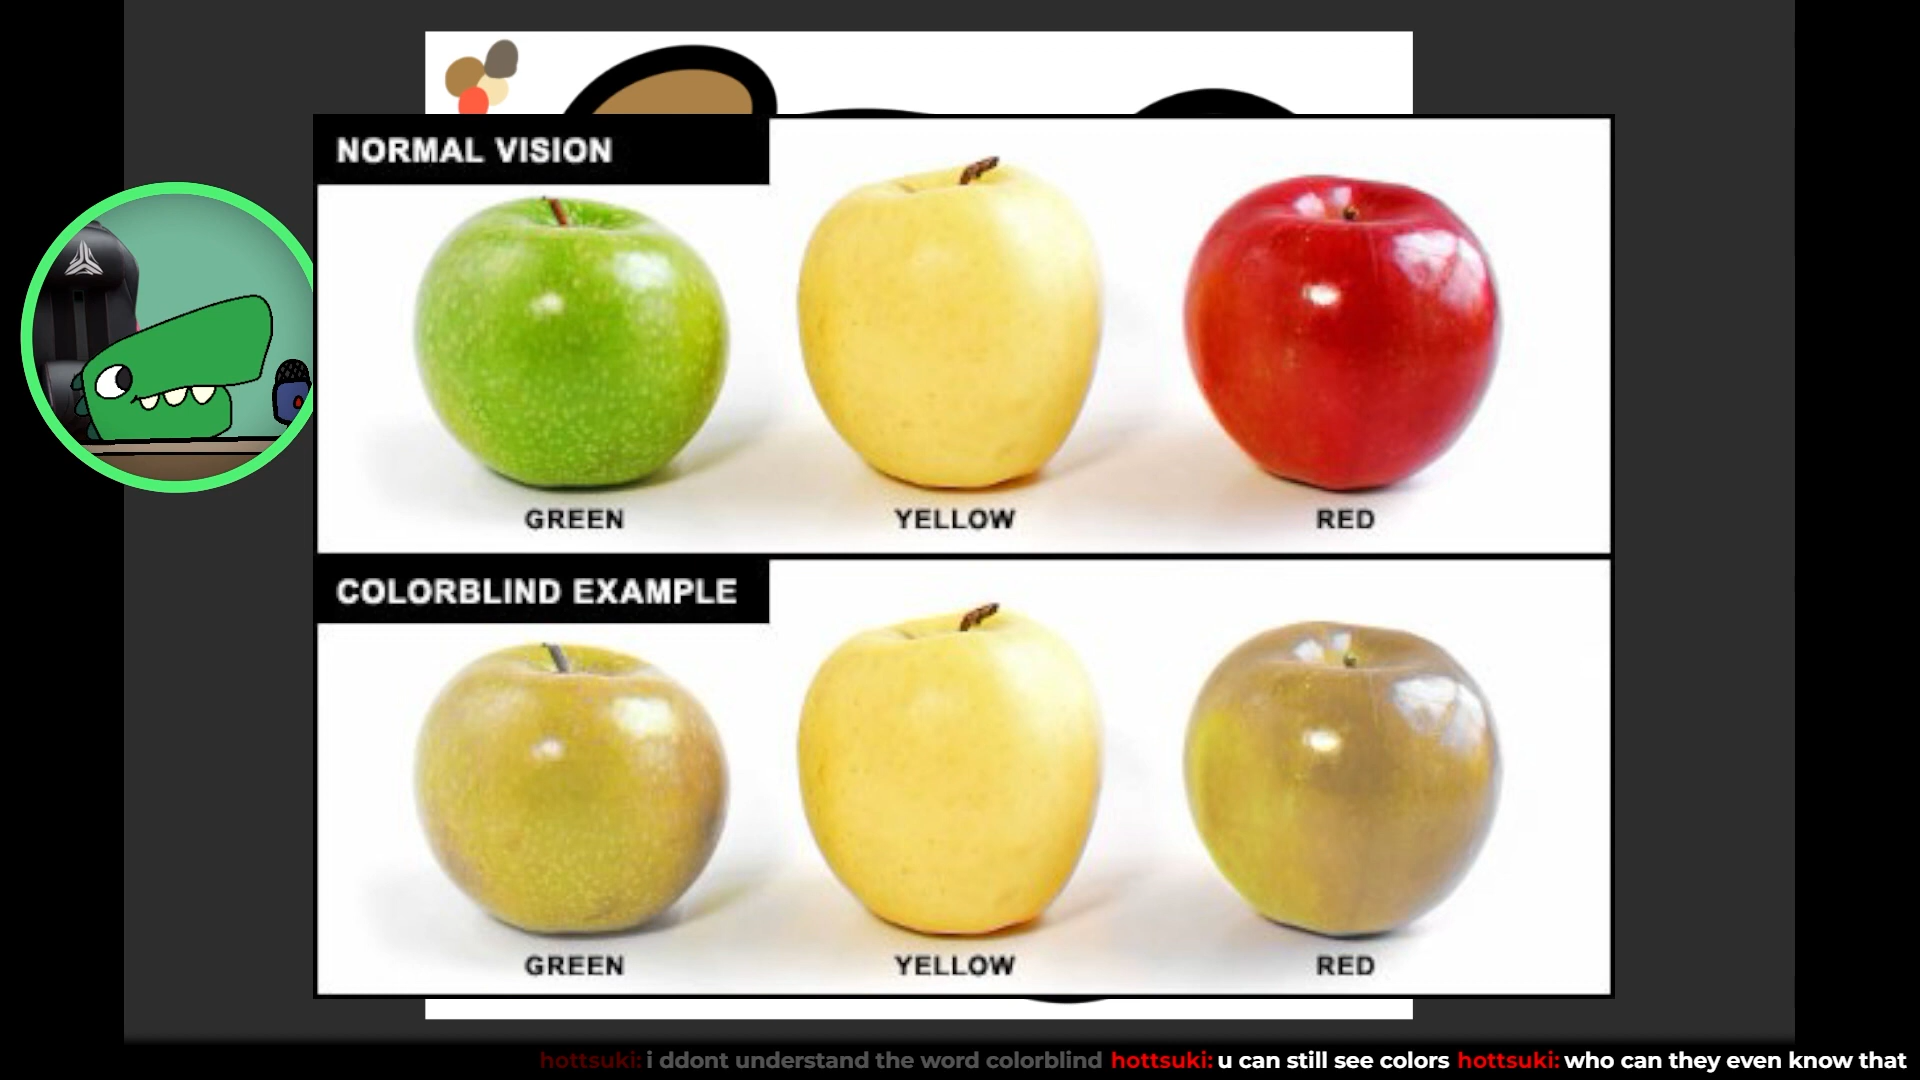 NORMAL VISION
GREEN YELLOW RED
COLORBLIND EXAMPLE
GREEN YELLOW RED
hottsuki: i ddont understand the word colorblind hottsuki: u can still see colors hottsuki: who can they even know that